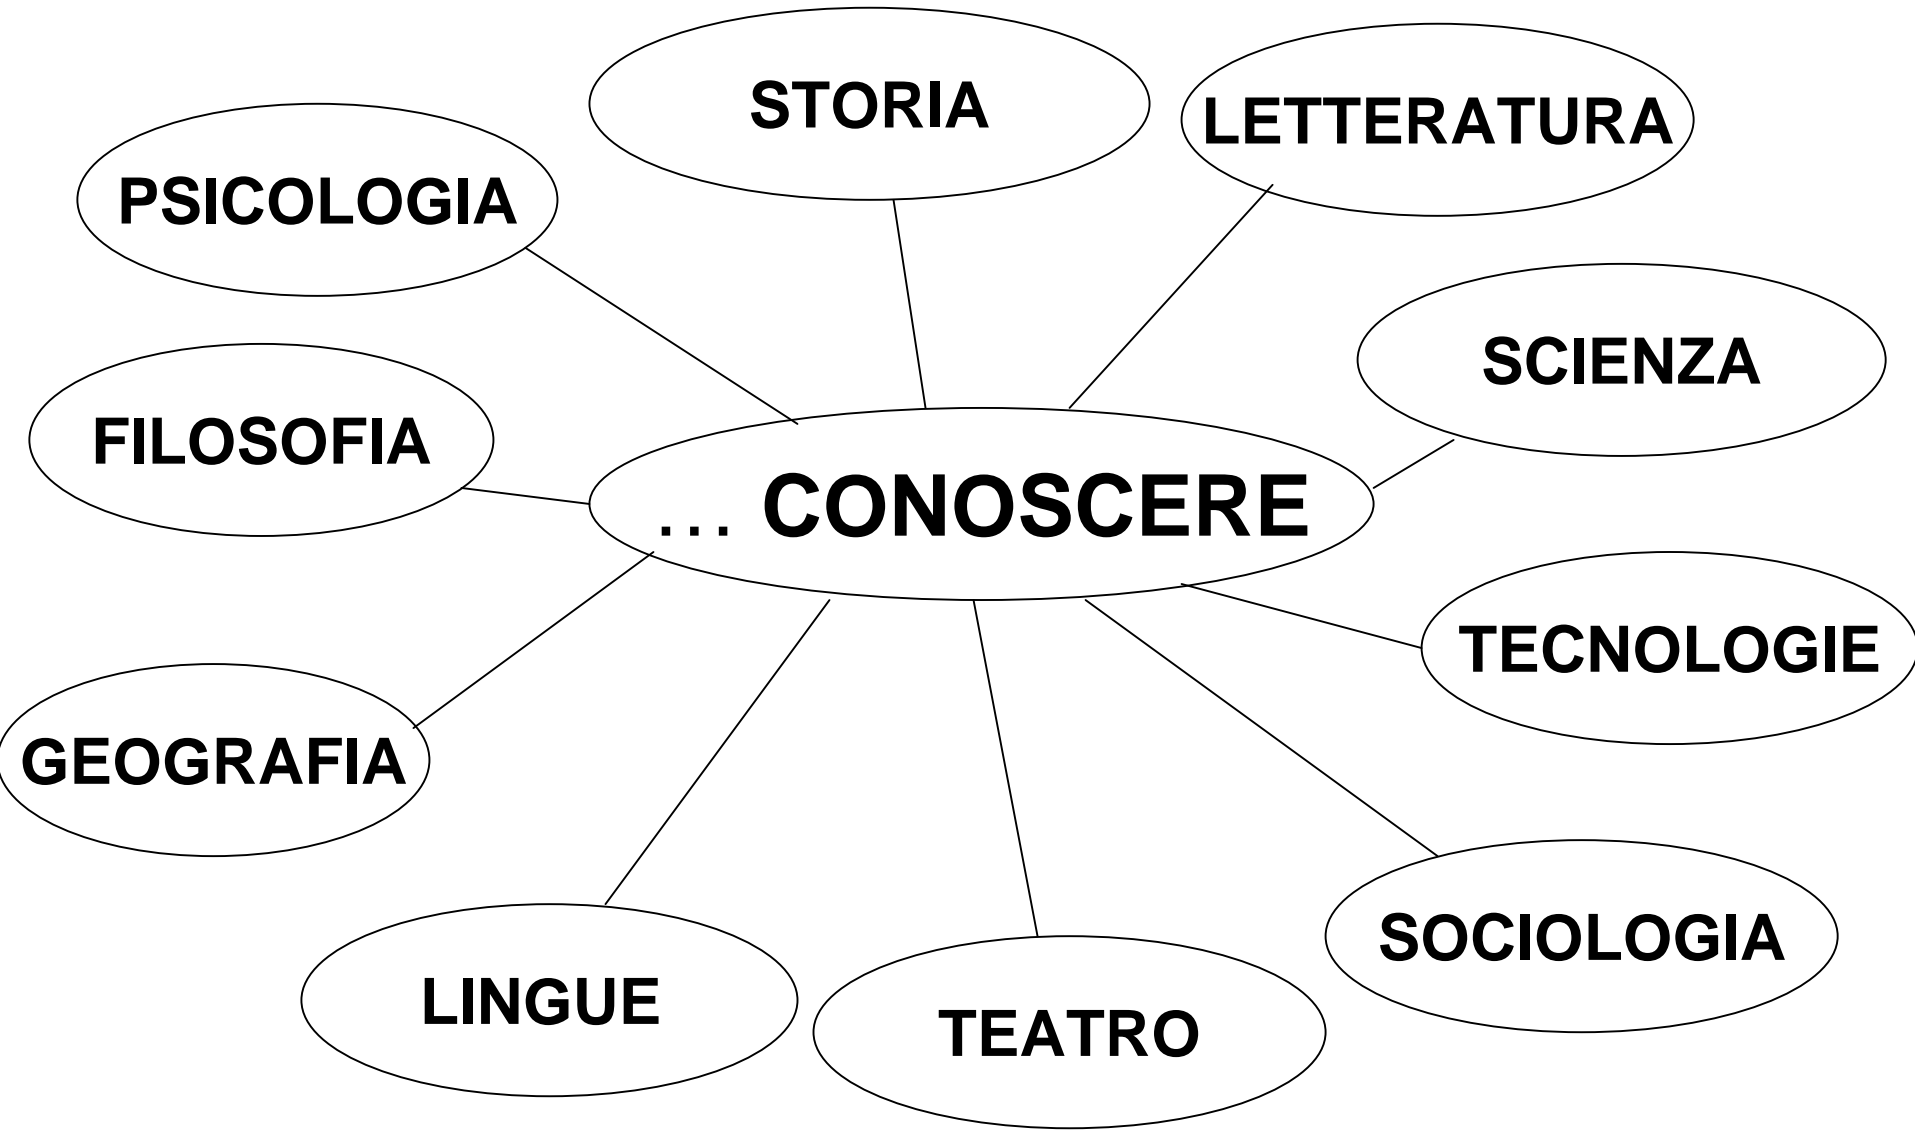 STORIA
LETTERATURA
PSICOLOGIA
SCIENZA
FILOSOFIA
... CONOSCERE
TECNOLOGIE
GEOGRAFIA
SOCIOLOGIA
LINGUE
TEATRO